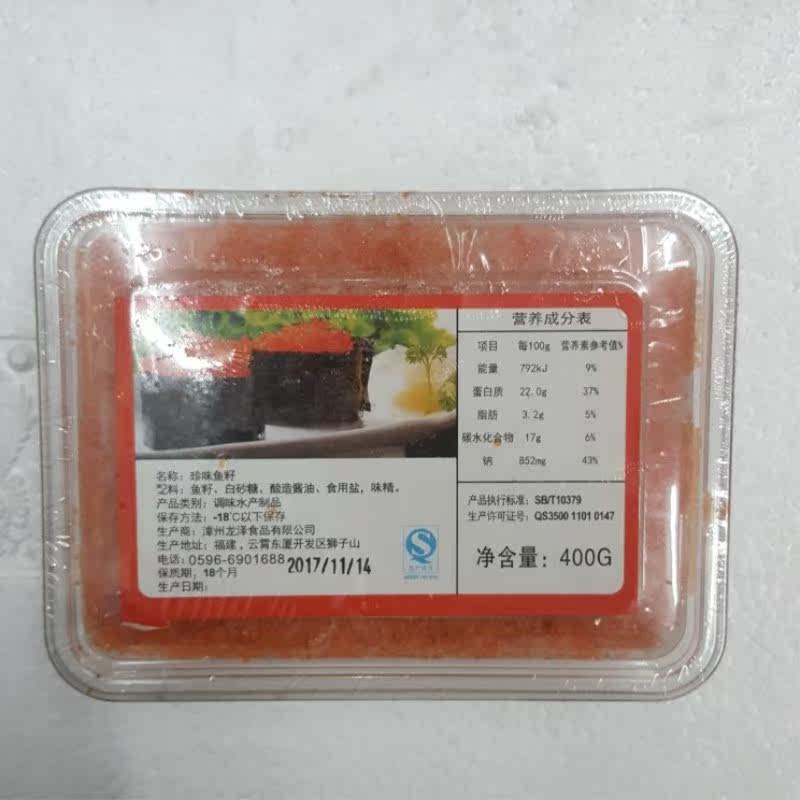 营养成分表
项目 每100g 营养素参考值%
能量 792kJ 9%
蛋白质 22.0g 37%
脂肪 3.2g 5%
碳水化合物 17g 6%
钠 852mg 43%
名称：珍味鱼籽
配料：鱼籽、白砂糖、酿造酱油、食用盐，味精。
产品类别：调味水产制品
保存方法：-18℃以下保存
生产商：漳州龙泽食品有限公司
生产地址：福建，云霄东厦开发区狮子山
电话：0596-6901688
保质期，18个月
生产日期：
2017/11/14
产品执行标准：SB/T10379
生产许可证号：QS3500 1101 0147
净含量：400G